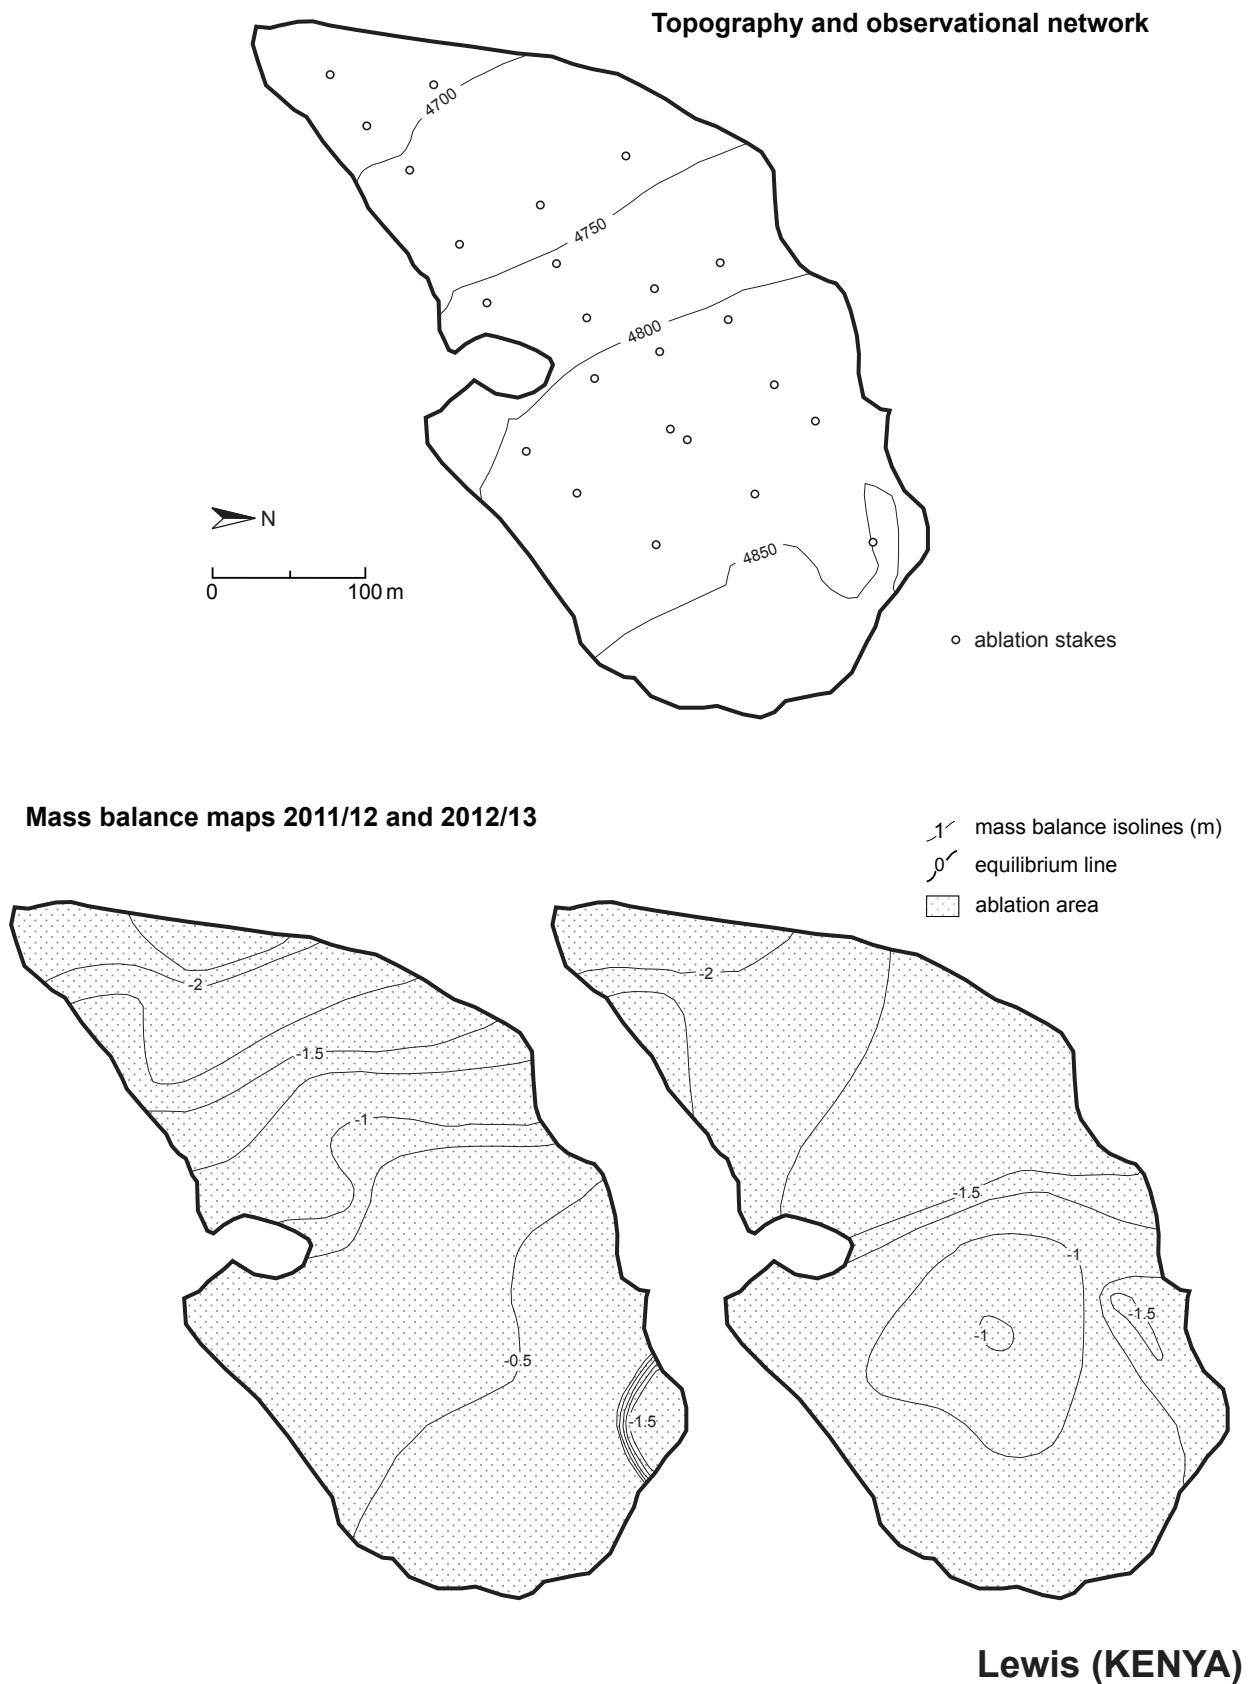 Topography and observational network
4700
4750
4800
N
0 100 m
4850
ablation stakes
Mass balance maps 2011/12 and 2012/13
1 mass balance isolines (m)
0 equilibrium line
ablation area
-2
-1.5
-1
-0.5
-1.5
-2
-1.5
-1
-1.5
-1
Lewis (KENYA)